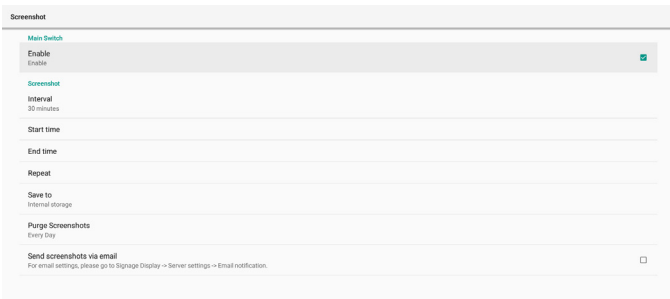 Screenshot
Main Switch
Enable
Enable
Screenshot
Interval
30 minutes
Start time
End time
Repeat
Save to
Internal storage
Purge Screenshots
Every Day
Send screenshots via email
For email settings, please go to Signage Display -> Server settings -> Email notification.